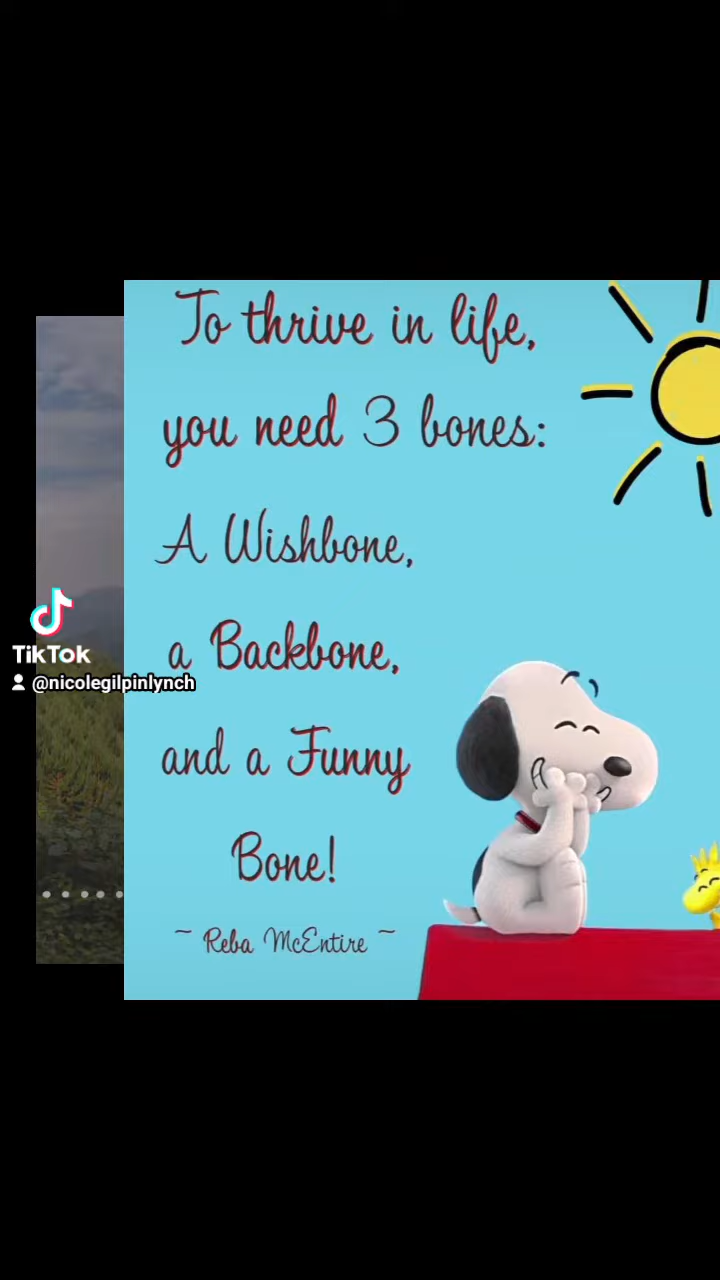 To thrive in life,
you need 3 bones:
A Wishbone,
a Backbone,
and a Funny
Bone!
~ Reba McEntire ~
TikTok
@nicolegilpinlynch